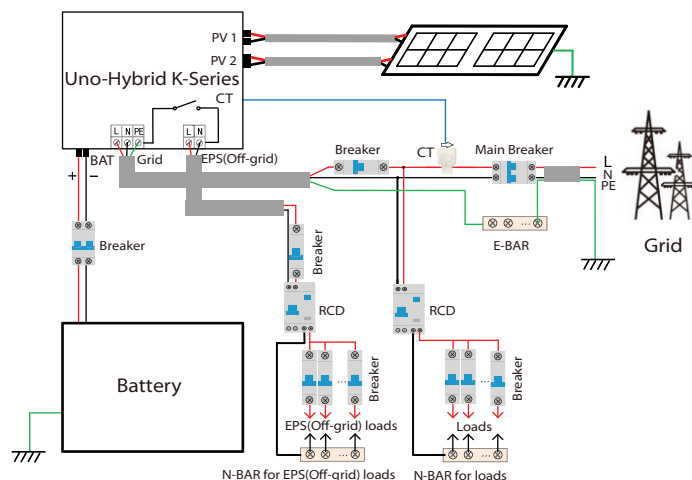 PV 1
PV 2
Uno-Hybrid K-Series
CT
L N PE
L N
BAT
Grid
EPS(Off-grid)
+ −
Breaker
CT
Main Breaker
L
N
PE
E-BAR
Grid
Breaker
Breaker
RCD
RCD
Battery
Breaker
Breaker
EPS(Off-grid) loads
Loads
N-BAR for EPS(Off-grid) loads
N-BAR for loads